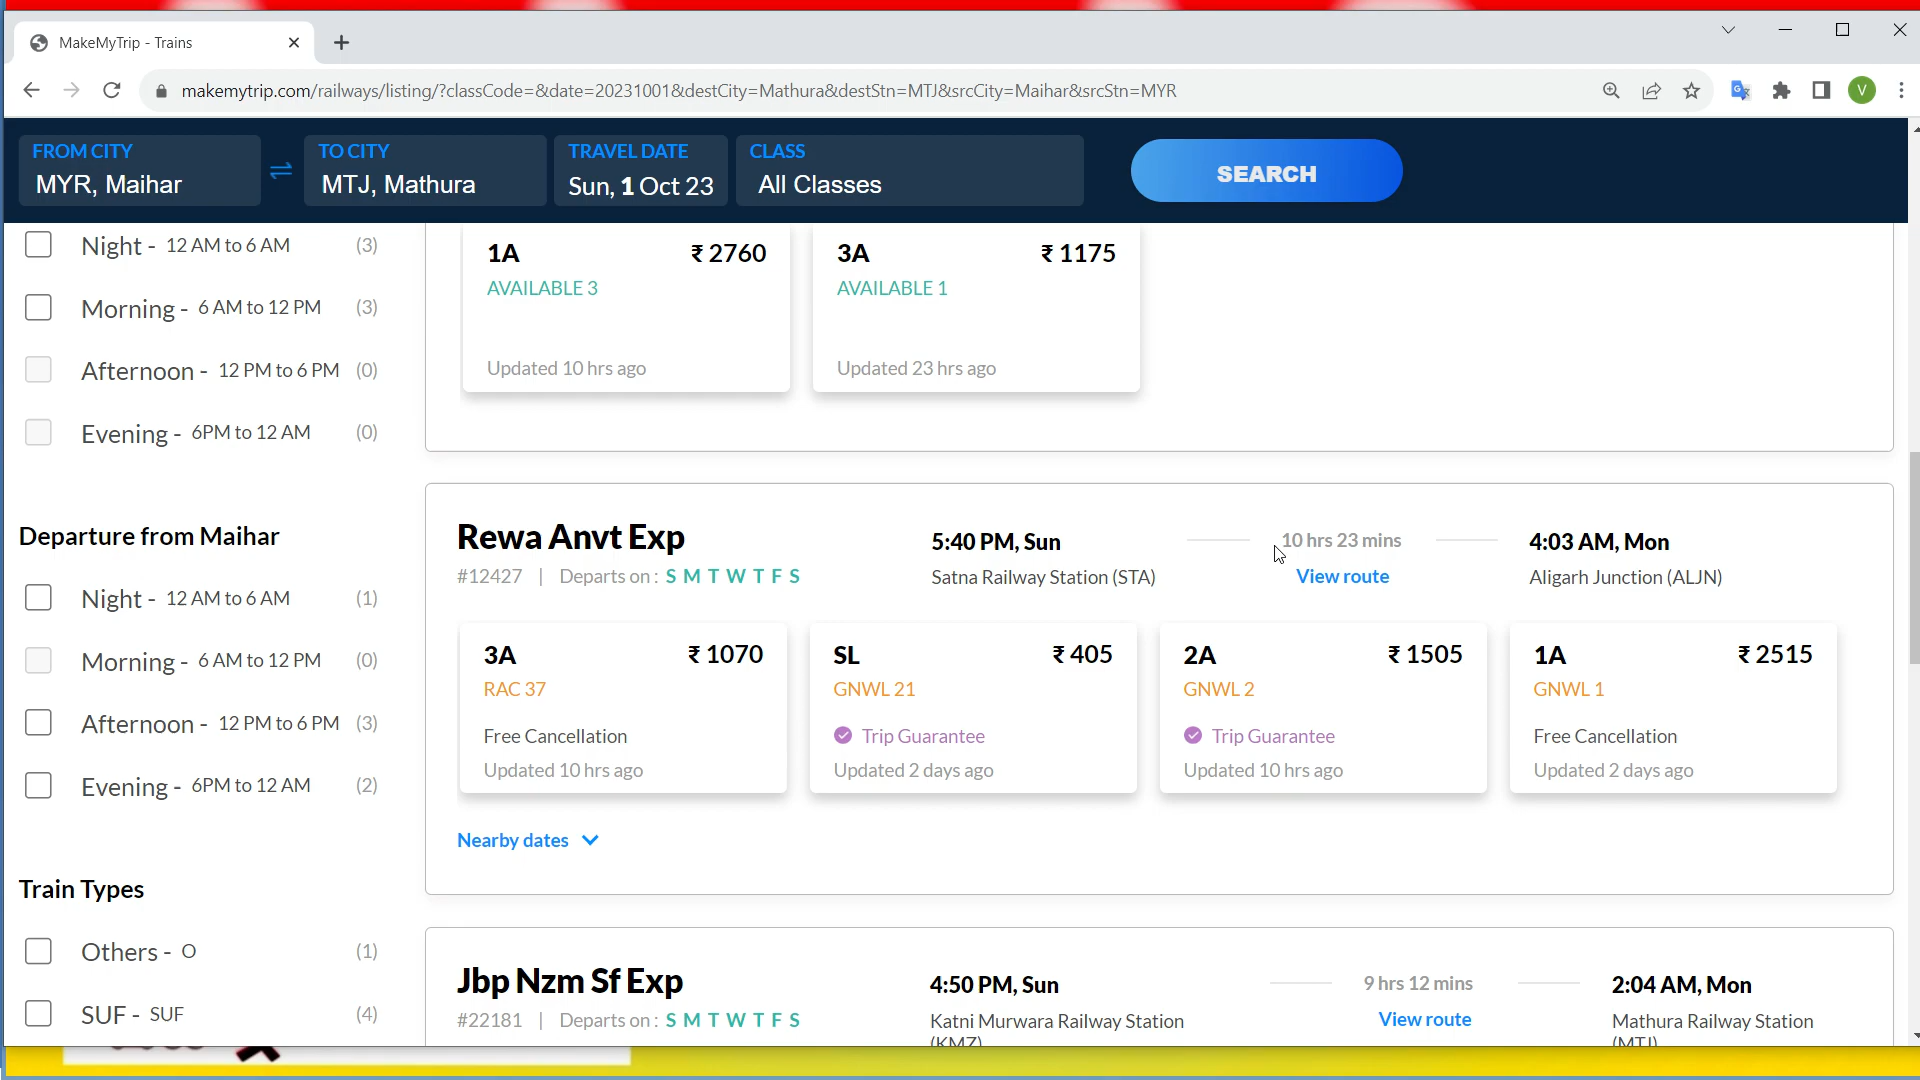 MakeMyTrip - Trains
makemytrip.com/railways/listing/?classCode=&date=20231001&destCity=Mathura&destStn=MTJ&srcCity=Maihar&srcStn=MYR
V
FROM CITY
MYR, Maihar
TO CITY
MTJ, Mathura
TRAVEL DATE
Sun, 1 Oct 23
CLASS
All Classes
SEARCH
Night - 12 AM to 6 AM (3)
Morning - 6 AM to 12 PM (3)
Afternoon - 12 PM to 6 PM (0)
Evening - 6PM to 12 AM (0)
Departure from Maihar
Night - 12 AM to 6 AM (1)
Morning - 6 AM to 12 PM (0)
Afternoon - 12 PM to 6 PM (3)
Evening - 6PM to 12 AM (2)
Train Types
Others - O (1)
SUF - SUF (4)
1A ₹ 2760
AVAILABLE 3
Updated 10 hrs ago
3A ₹ 1175
AVAILABLE 1
Updated 23 hrs ago
Rewa Anvt Exp
#12427 | Departs on : S M T W T F S
5:40 PM, Sun
Satna Railway Station (STA)
10 hrs 23 mins
View route
4:03 AM, Mon
Aligarh Junction (ALJN)
3A ₹ 1070
RAC 37
Free Cancellation
Updated 10 hrs ago
SL ₹ 405
GNWL 21
Trip Guarantee
Updated 2 days ago
2A ₹ 1505
GNWL 2
Trip Guarantee
Updated 10 hrs ago
1A ₹ 2515
GNWL 1
Free Cancellation
Updated 2 days ago
Nearby dates
Jbp Nzm Sf Exp
#22181 | Departs on : S M T W T F S
4:50 PM, Sun
Katni Murwara Railway Station
(KMZ)
9 hrs 12 mins
View route
2:04 AM, Mon
Mathura Railway Station
(MTJ)